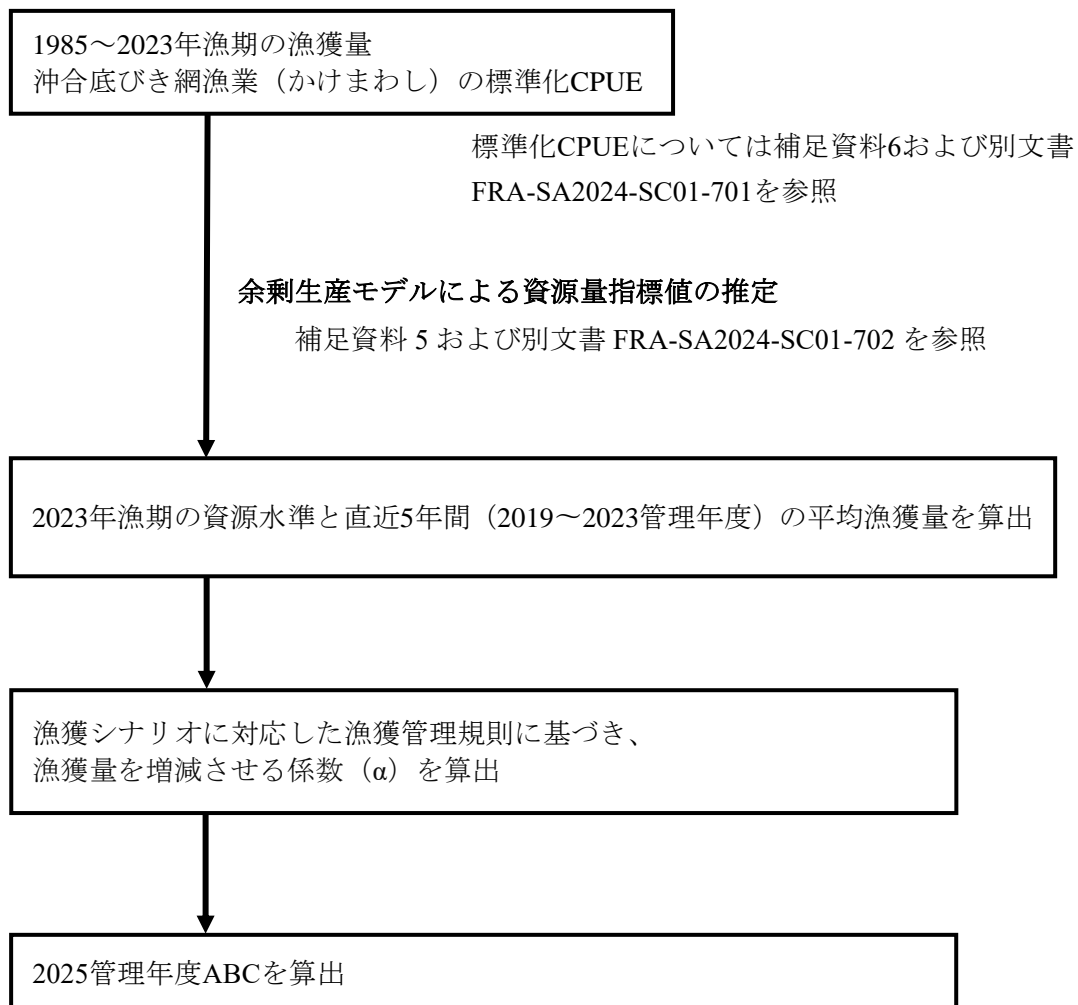 1985～2023年漁期の漁獲量
沖合底びき網漁業（かけまわし）の標準化CPUE
標準化CPUEについては補足資料6および別文書
FRA-SA2024-SC01-701を参照
余剰生産モデルによる資源量指標値の推定
補足資料 5 および別文書 FRA-SA2024-SC01-702 を参照
2023年漁期の資源水準と直近5年間（2019～2023管理年度）の平均漁獲量を算出
漁獲シナリオに対応した漁獲管理規則に基づき、
漁獲量を増減させる係数（α）を算出
2025管理年度ABCを算出